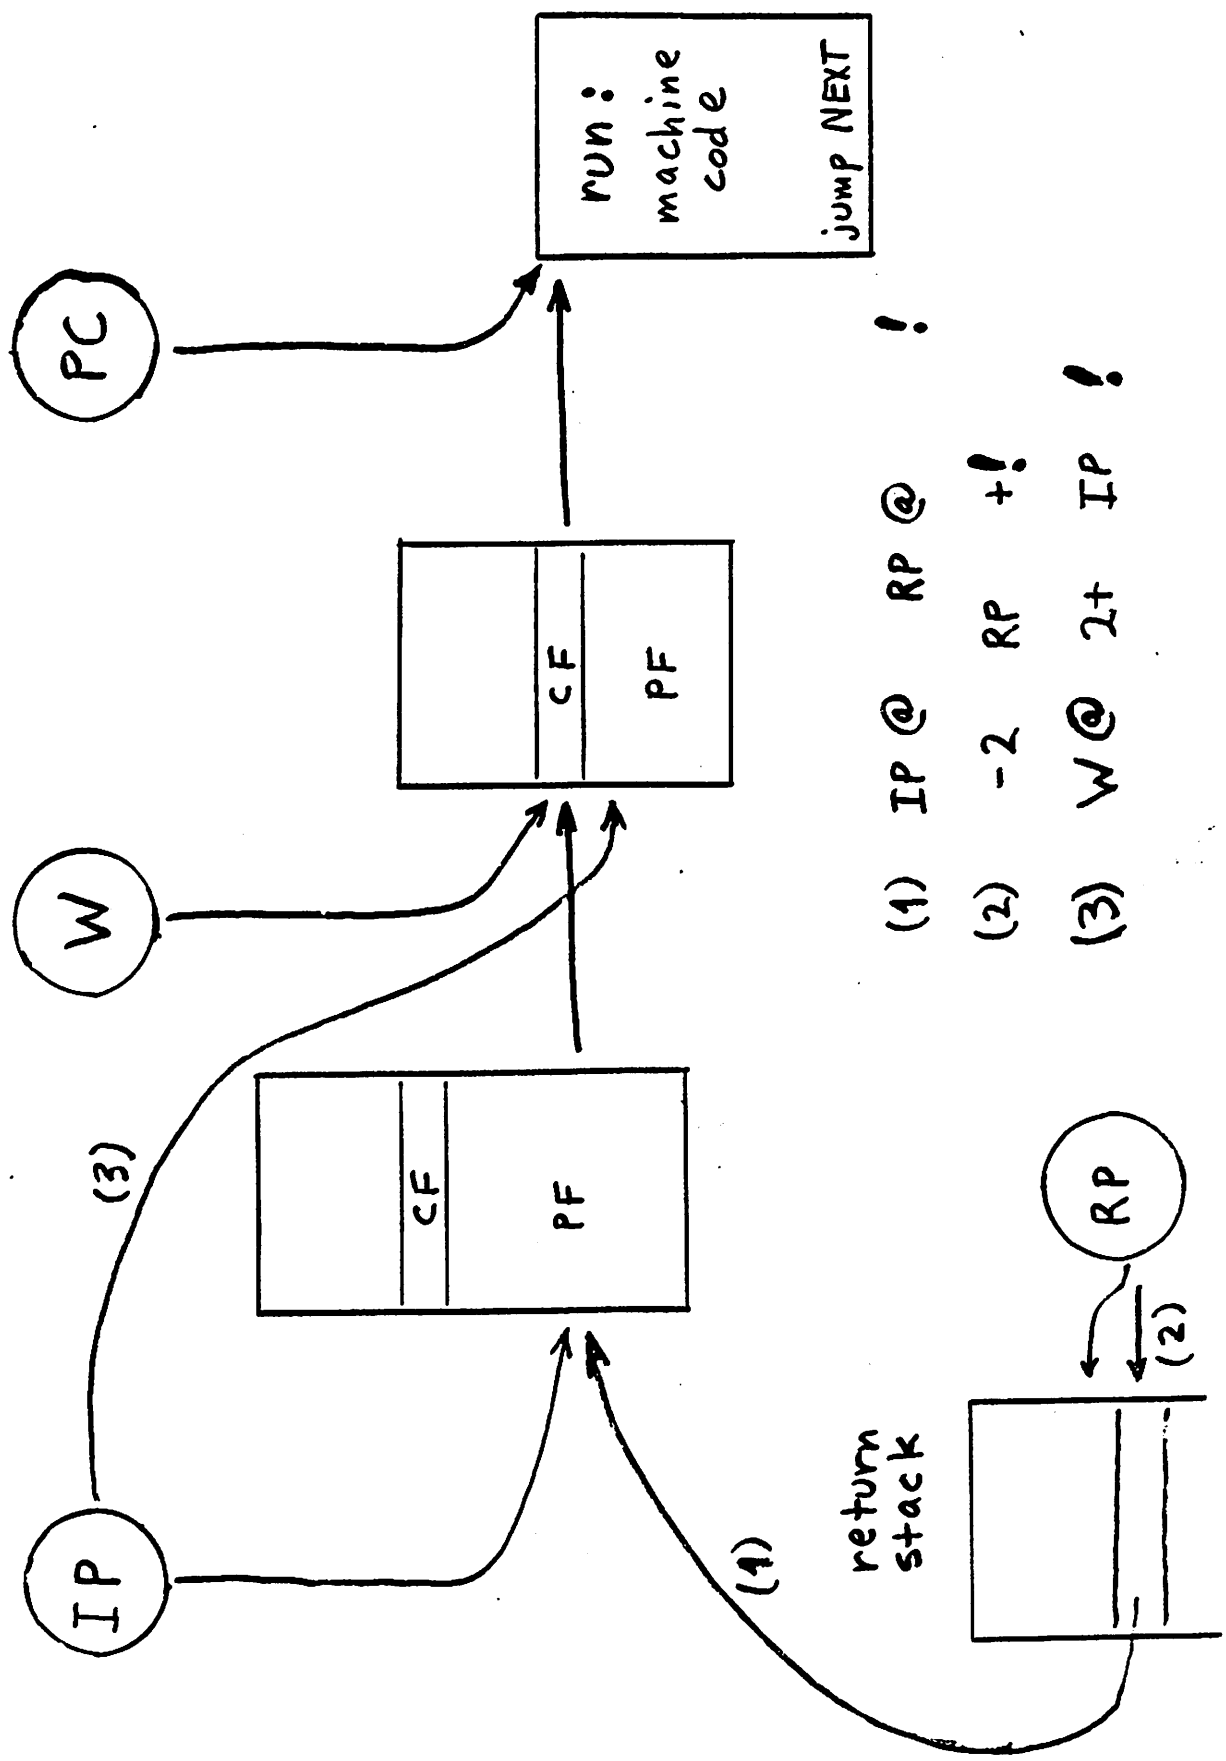 IP
W
PC
(3)
CF
PF
CF
PF
run:
machine
code
jump NEXT
(1)
return
stack
RP
(2)
(1) IP @ RP @ !
(2) -2 RP +!
(3) W @ 2+ IP !